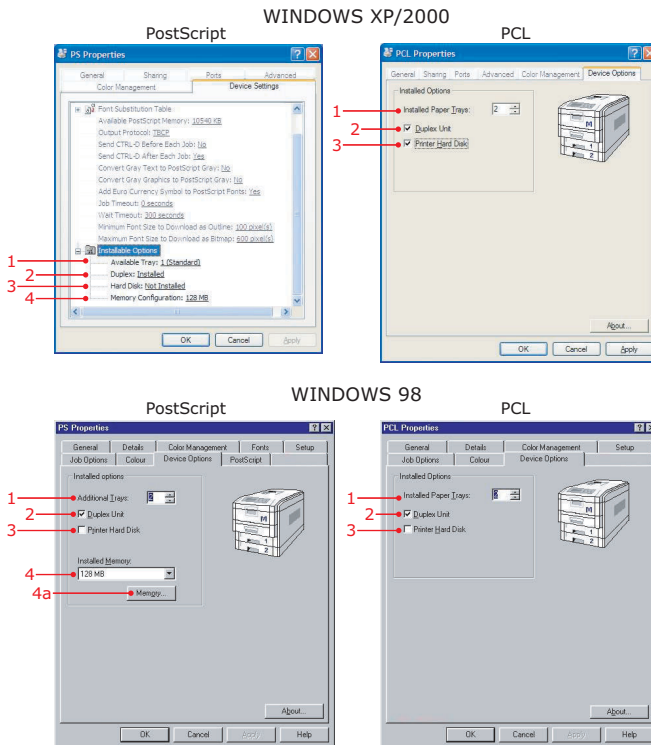 WINDOWS XP/2000
PostScript
PCL
PS Properties
General Sharing Ports Advanced
Color Management Device Settings
Font Substitution Table
Available PostScript Memory: 10540 KB
Output Protocol: TBCP
Send CTRL-D Before Each Job: No
Send CTRL-D After Each Job: Yes
Convert Gray Text to PostScript Gray: No
Convert Gray Graphics to PostScript Gray: No
Add Euro Currency Symbol to PostScript Fonts: Yes
Job Timeout: 0 seconds
Wait Timeout: 300 seconds
Minimum Font Size to Download as Outline: 100 pixel(s)
Maximum Font Size to Download as Bitmap: 600 pixel(s)
Installable Options
1 Available Tray: 1 (Standard)
2 Duplex: Installed
3 Hard Disk: Not Installed
4 Memory Configuration: 128 MB
OK Cancel Apply
PCL Properties
General Sharing Ports Advanced Color Management Device Options
Installed Options
1 Installed Paper Trays: 2
2 Duplex Unit
3 Printer Hard Disk
M
1
2
About...
OK Cancel Apply
WINDOWS 98
PostScript
PCL
PS Properties
General Details Color Management Fonts Setup
Job Options Colour Device Options PostScript
Installed options
1 Additional Trays: 2
2 Duplex Unit
3 Printer Hard Disk
M
1
2
Installed Memory:
4 128 MB
4a Memory...
About...
OK Cancel Apply Help
PCL Properties
General Details Color Management Setup
Job Options Colour Device Options
Installed Options
1 Installed Paper Trays: 2
2 Duplex Unit
3 Printer Hard Disk
M
1
2
About...
OK Cancel Apply Help